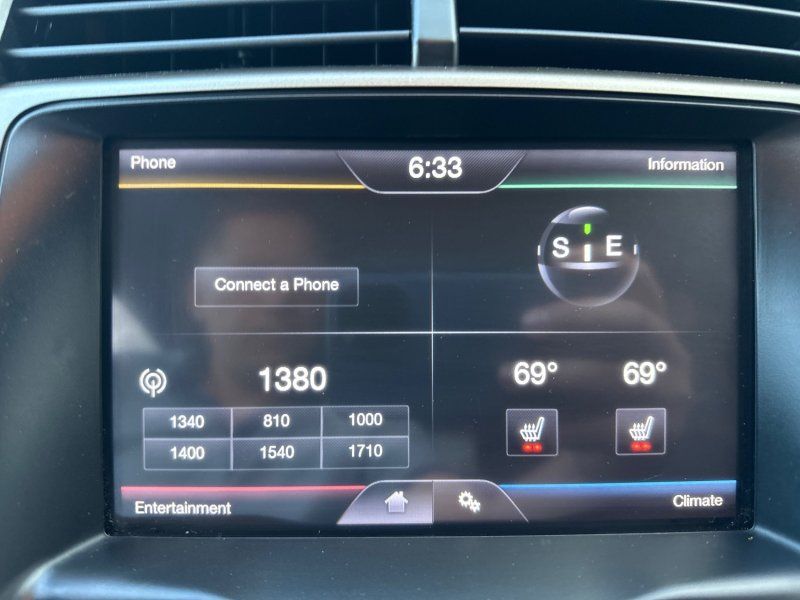 Phone 6:33 Information
S E
Connect a Phone
1380 69° 69°
1340 810 1000
1400 1540 1710
Entertainment Climate